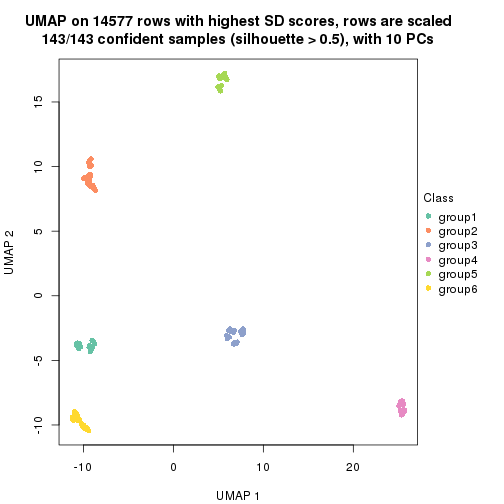 UMAP on 14577 rows with highest SD scores, rows are scaled
143/143 confident samples (silhouette > 0.5), with 10 PCs
15
10
5
0
-5
-10
UMAP 2
-10
0
10
20
UMAP 1
Class
group1
group2
group3
group4
group5
group6